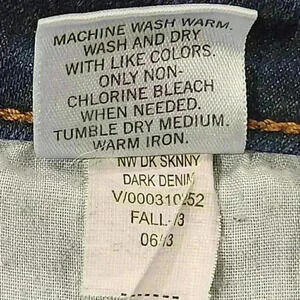 MACHINE WASH WARM.
WASH AND DRY
WITH LIKE COLORS.
ONLY NON-
CHLORINE BLEACH
WHEN NEEDED.
TUMBLE DRY MEDIUM.
WARM IRON.
NW DK SKNNY
DARK DENIM
FALL-